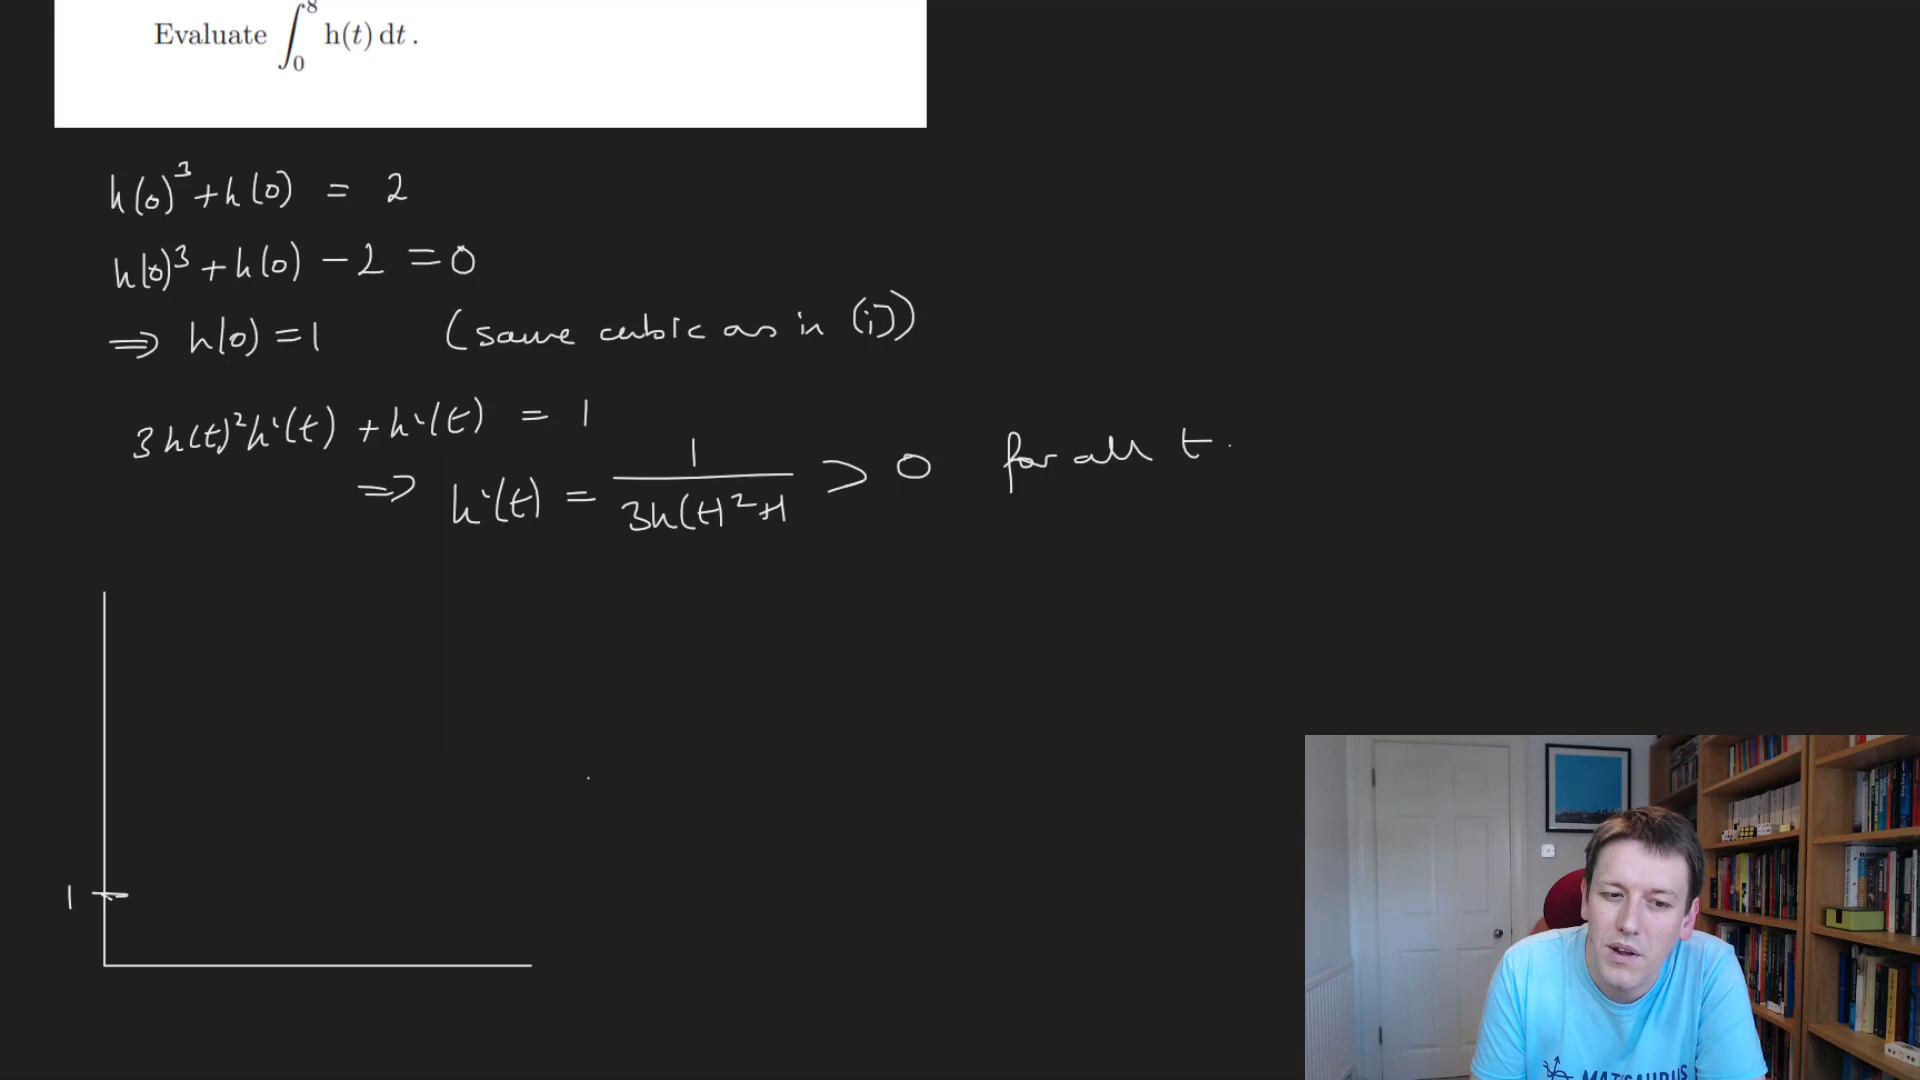 Evaluate ∫₀⁸ h(t) dt .
h(0)³ + h(0) = 2
h(0)³ + h(0) - 2 = 0
⇒ h(0) = 1 (same cubic as in (i))
3h(t)²h'(t) + h'(t) = 1
⇒ h'(t) = 1 / (3h(t)² + 1) > 0 for all t.
1